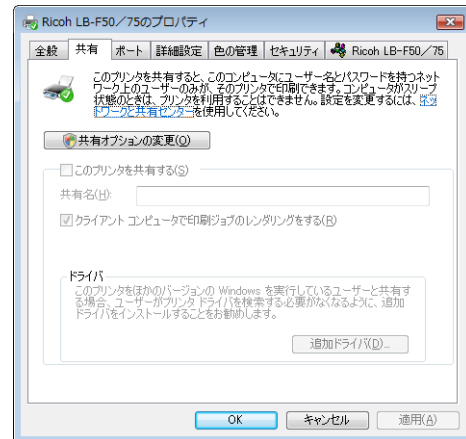 Ricoh LB-F50／75のプロパティ
全般 共有 ポート 詳細設定 色の管理 セキュリティ Ricoh LB-F50／75
このプリンタを共有すると、このコンピュータにユーザー名とパスワードを持つネット
ワーク上のユーザーのみが、そのプリンタで印刷できます。コンピュータがスリープ
状態のときは、プリンタを利用することはできません。設定を変更するには、ネッ
トワークと共有センターを使用してください。
共有オプションの変更(O)
このプリンタを共有する(S)
共有名(H):
クライアント コンピュータで印刷ジョブのレンダリングをする(R)
ドライバ
このプリンタをほかのバージョンの Windows を実行しているユーザーと共有す
る場合、ユーザーがプリンタ ドライバを検索する必要がなくなるように、追加
ドライバをインストールすることをお勧めします。
追加ドライバ(D)...
OK キャンセル 適用(A)